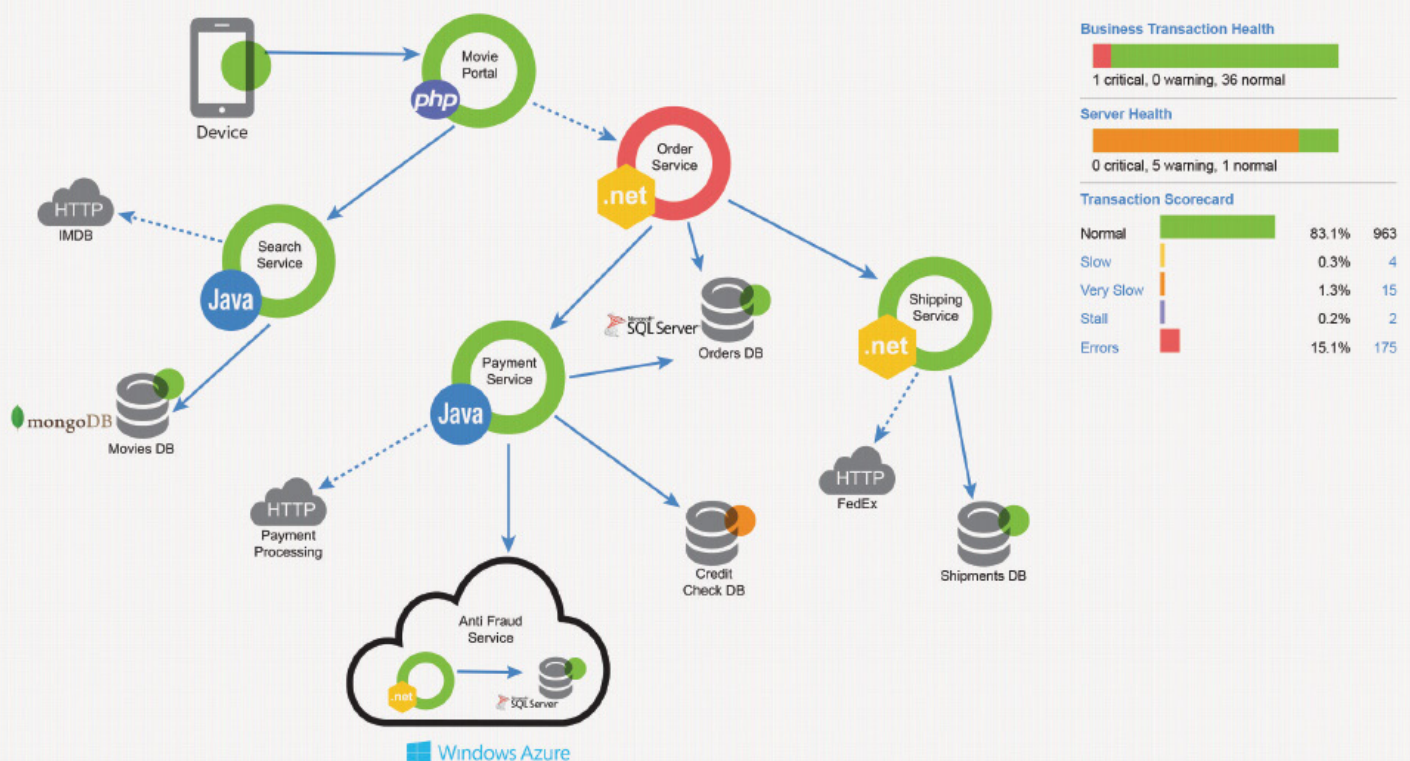 Device
Movie
Portal
php
Order
Service
.net
HTTP
IMDB
Search
Service
Java
mongoDB
Movies DB
Microsoft
SQL Server
Orders DB
Shipping
Service
.net
Payment
Service
Java
HTTP
Payment
Processing
HTTP
FedEx
Credit
Check DB
Shipments DB
Anti Fraud
Service
.net
SQL Server
Windows Azure
Business Transaction Health
1 critical, 0 warning, 36 normal
Server Health
0 critical, 5 warning, 1 normal
Transaction Scorecard
Normal 83.1% 963
Slow 0.3% 4
Very Slow 1.3% 15
Stall 0.2% 2
Errors 15.1% 175